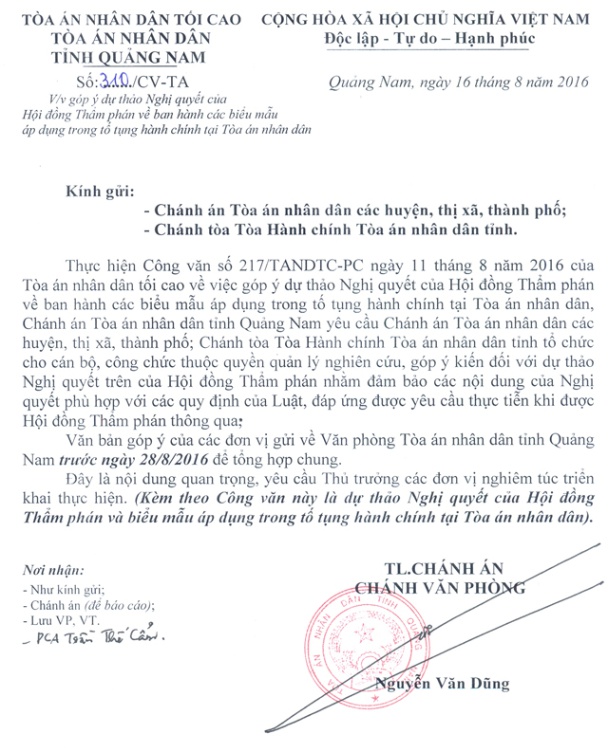 TÒA ÁN NHÂN DÂN TỐI CAO
TÒA ÁN NHÂN DÂN
TỈNH QUẢNG NAM
Số:310./CV-TA
V/v góp ý dự thảo Nghị quyết của
Hội đồng Thẩm phán về ban hành các biểu mẫu
áp dụng trong tố tụng hành chính tại Tòa án nhân dân
CỘNG HÒA XÃ HỘI CHỦ NGHĨA VIỆT NAM
Độc lập - Tự do – Hạnh phúc
Quảng Nam, ngày 16 tháng 8 năm 2016
Kính gửi:
- Chánh án Tòa án nhân dân các huyện, thị xã, thành phố;
- Chánh tòa Tòa Hành chính Tòa án nhân dân tỉnh.
Thực hiện Công văn số 217/TANDTC-PC ngày 11 tháng 8 năm 2016 của
Tòa án nhân dân tối cao về việc góp ý dự thảo Nghị quyết của Hội đồng Thẩm phán
về ban hành các biểu mẫu áp dụng trong tố tụng hành chính tại Tòa án nhân dân,
Chánh án Tòa án nhân dân tỉnh Quảng Nam yêu cầu Chánh án Tòa án nhân dân các
huyện, thị xã, thành phố; Chánh tòa Tòa Hành chính Tòa án nhân dân tỉnh tổ chức
cho cán bộ, công chức thuộc quyền quản lý nghiên cứu, góp ý kiến đối với dự thảo
Nghị quyết trên của Hội đồng Thẩm phán nhằm đảm bảo các nội dung của Nghị
quyết phù hợp với các quy định của Luật, đáp ứng được yêu cầu thực tiễn khi được
Hội đồng Thẩm phán thông qua;
Văn bản góp ý của các đơn vị gửi về Văn phòng Tòa án nhân dân tỉnh Quảng
Nam trước ngày 28/8/2016 để tổng hợp chung.
Đây là nội dung quan trọng, yêu cầu Thủ trưởng các đơn vị nghiêm túc triển
khai thực hiện. (Kèm theo Công văn này là dự thảo Nghị quyết của Hội đồng
Thẩm phán và biểu mẫu áp dụng trong tố tụng hành chính tại Tòa án nhân dân).
Nơi nhận:
- Như kính gửi;
- Chánh án (để báo cáo);
- Lưu VP, VT.
- PCA Trần Thế Cẩn.
TL.CHÁNH ÁN
CHÁNH VĂN PHÒNG
TÒA ÁN NHÂN DÂN TỈNH QUẢNG NAM
Nguyễn Văn Dũng